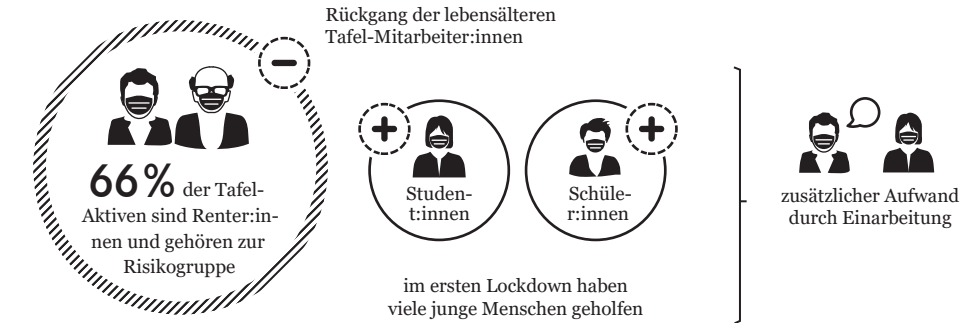 Rückgang der lebensälteren
Tafel-Mitarbeiter:innen
66% der Tafel-
Aktiven sind Renter:in-
nen und gehören zur
Risikogruppe
Studen-
t:innen
Schüle-
r:innen
im ersten Lockdown haben
viele junge Menschen geholfen
zusätzlicher Aufwand
durch Einarbeitung